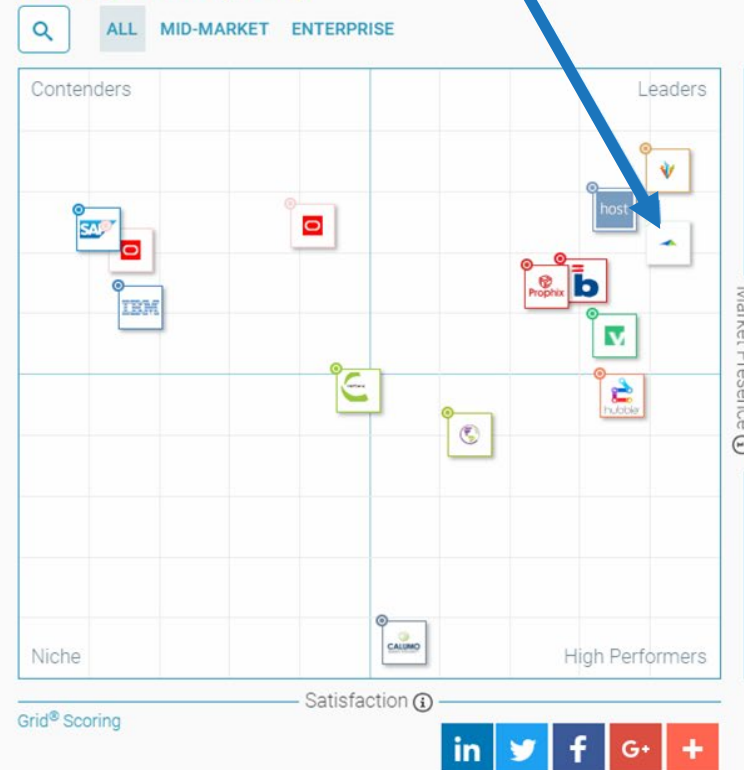 ALL MID-MARKET ENTERPRISE
Contenders
Leaders
host
SAP
Prophix
b
IBM
V
hubble
CALUMO
Niche
High Performers
Market Presence
Satisfaction
Grid® Scoring
in f G+ +